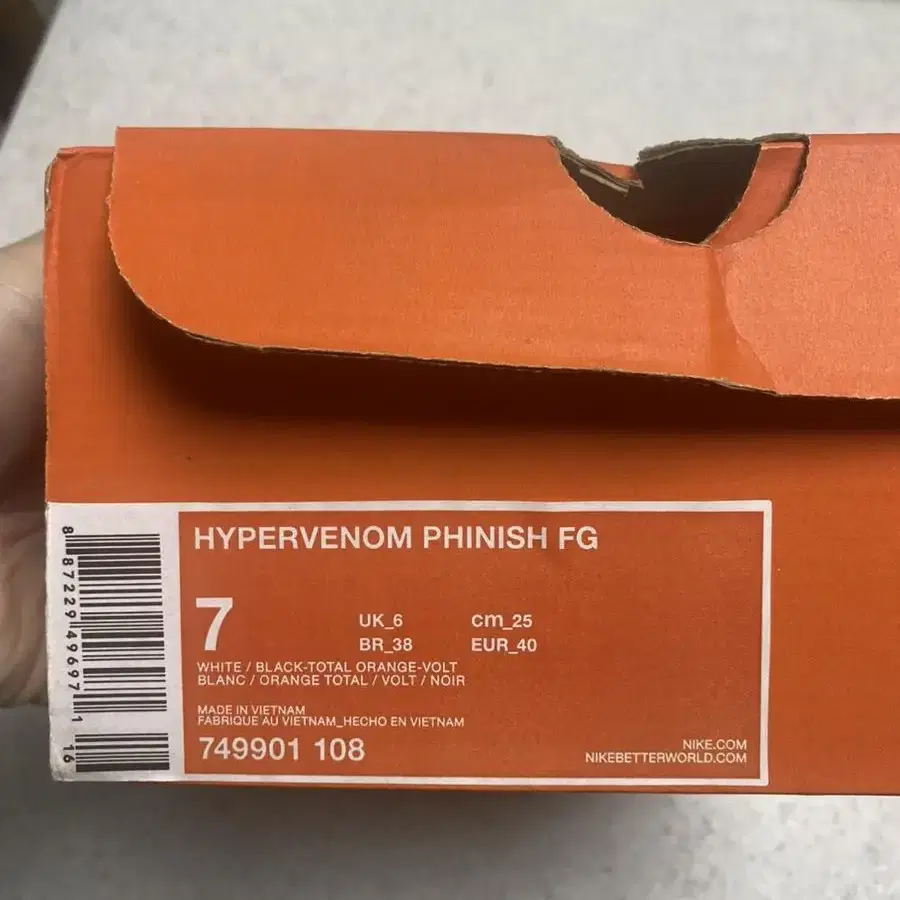 HYPERVENOM PHINISH FG
7
UK_6 cm_25
BR_38 EUR_40
WHITE / BLACK-TOTAL ORANGE-VOLT
BLANC / ORANGE TOTAL / VOLT / NOIR
MADE IN VIETNAM
FABRIQUE AU VIETNAM_HECHO EN VIETNAM
749901 108
NIKE.COM
NIKEBETTERWORLD.COM
8 87229 49697 1 16